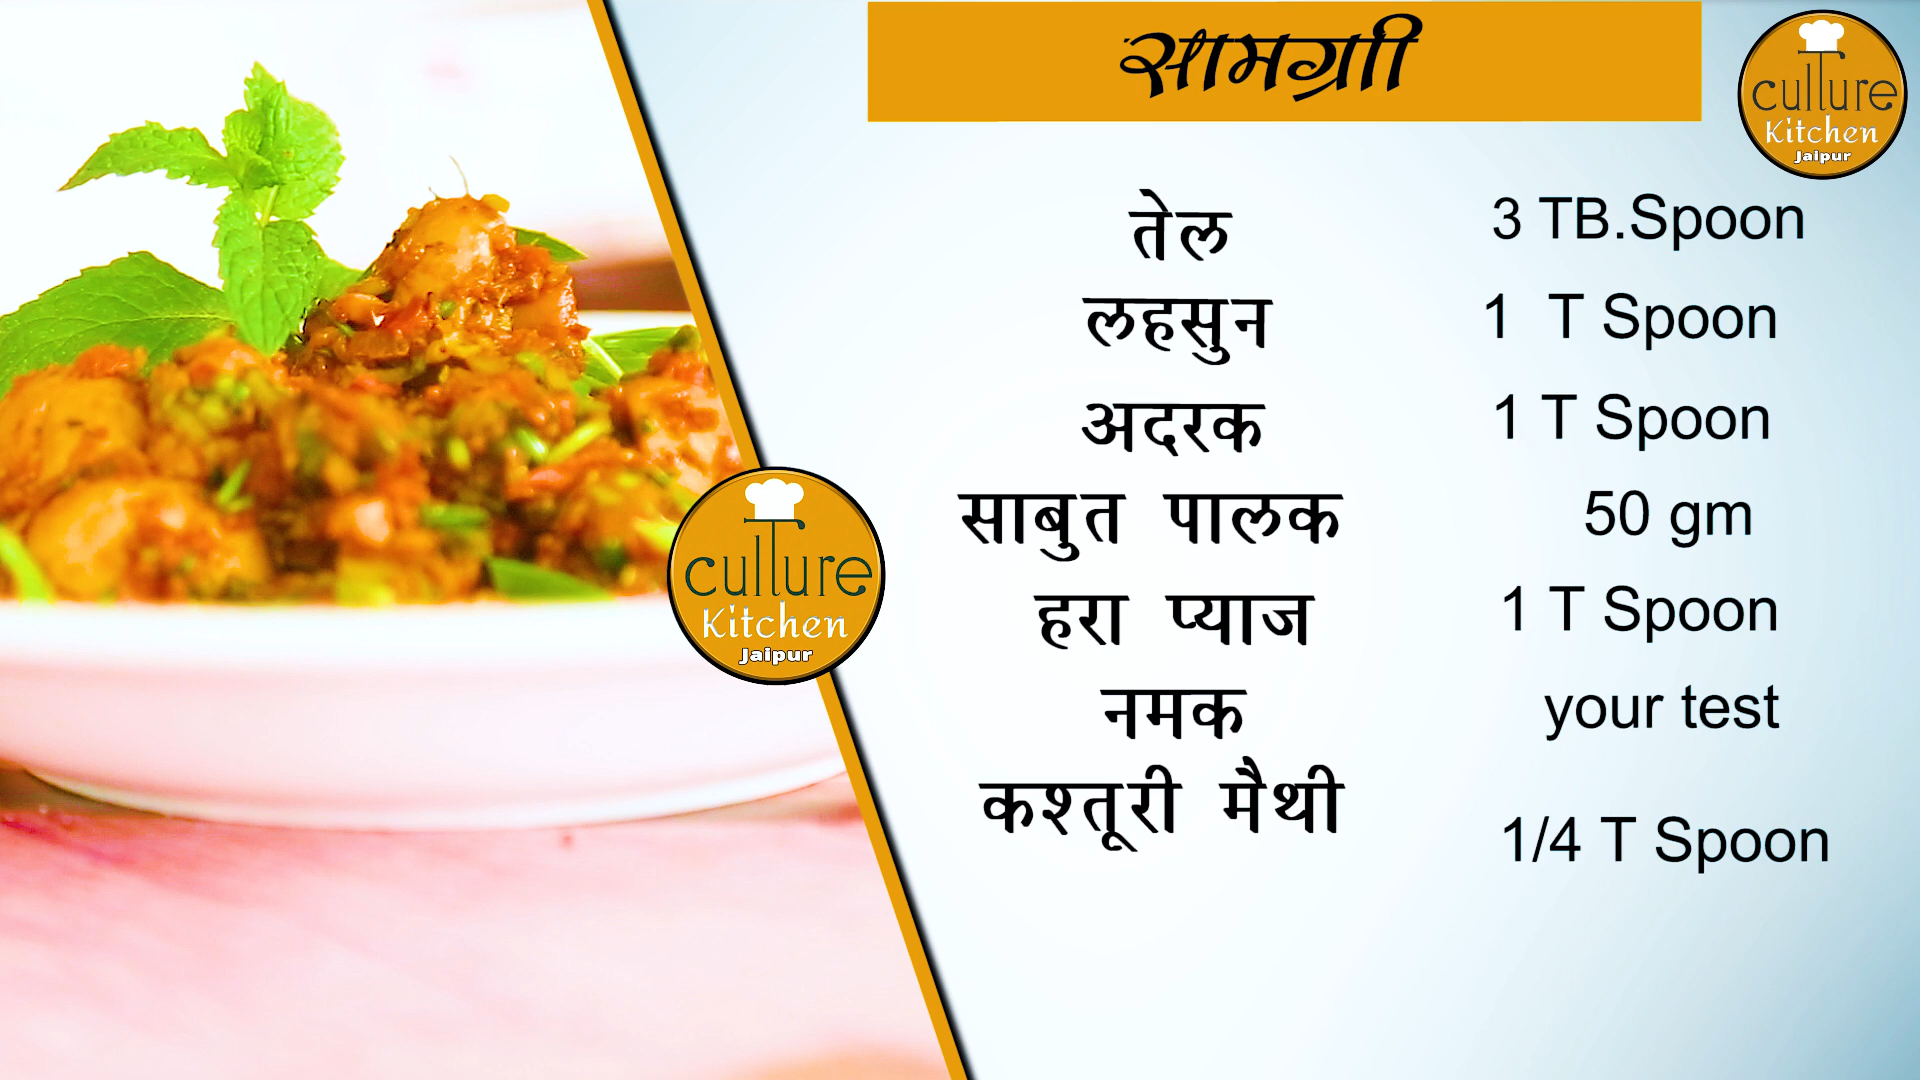 सामग्राी
culTure
Kitchen
Jaipur
तेल 3 TB.Spoon
लहसुन 1 T Spoon
अदरक 1 T Spoon
साबुत पालक 50 gm
हरा प्याज 1 T Spoon
नमक your test
कश्तूरी मैथी 1/4 T Spoon
culTure
Kitchen
Jaipur